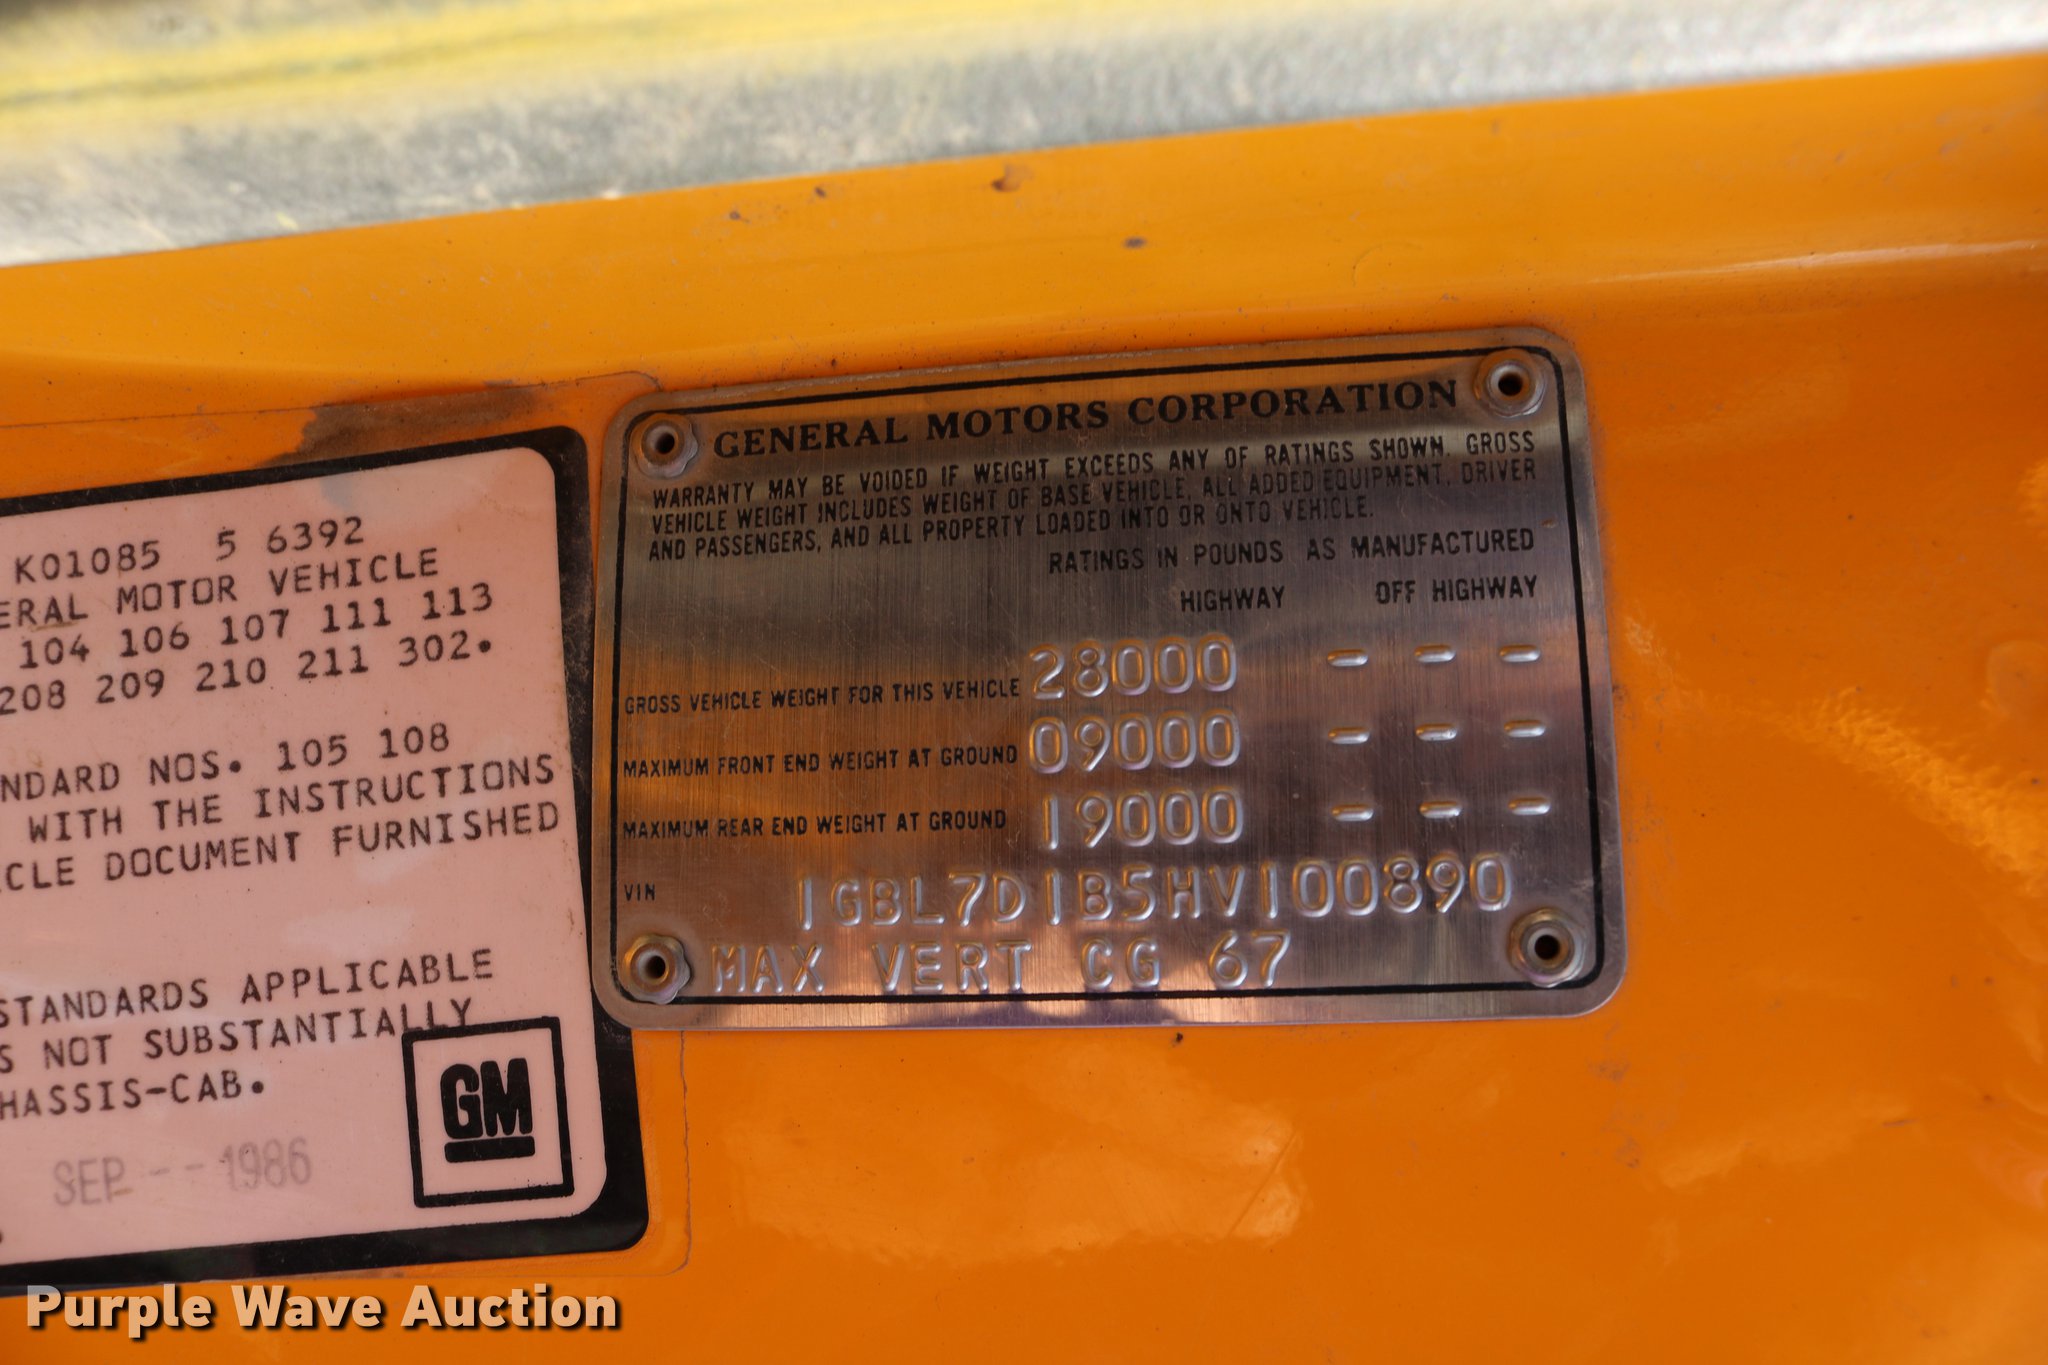 K01085 5 6392
ERAL MOTOR VEHICLE
104 106 107 111 113
208 209 210 211 302.
NDARD NOS. 105 108
WITH THE INSTRUCTIONS
CLE DOCUMENT FURNISHED
STANDARDS APPLICABLE
S NOT SUBSTANTIALLY
HASSIS-CAB.
GM
SEP -- 1986
GENERAL MOTORS CORPORATION
WARRANTY MAY BE VOIDED IF WEIGHT EXCEEDS ANY OF RATINGS SHOWN. GROSS
VEHICLE WEIGHT INCLUDES WEIGHT OF BASE VEHICLE, ALL ADDED EQUIPMENT, DRIVER
AND PASSENGERS, AND ALL PROPERTY LOADED INTO OR ONTO VEHICLE.
RATINGS IN POUNDS AS MANUFACTURED
HIGHWAY OFF HIGHWAY
GROSS VEHICLE WEIGHT FOR THIS VEHICLE 28000 - - -
MAXIMUM FRONT END WEIGHT AT GROUND 09000 - - -
MAXIMUM REAR END WEIGHT AT GROUND 19000 - - -
VIN 1GBL7D1B5HV100890
MAX VERT CG 67
Purple Wave Auction